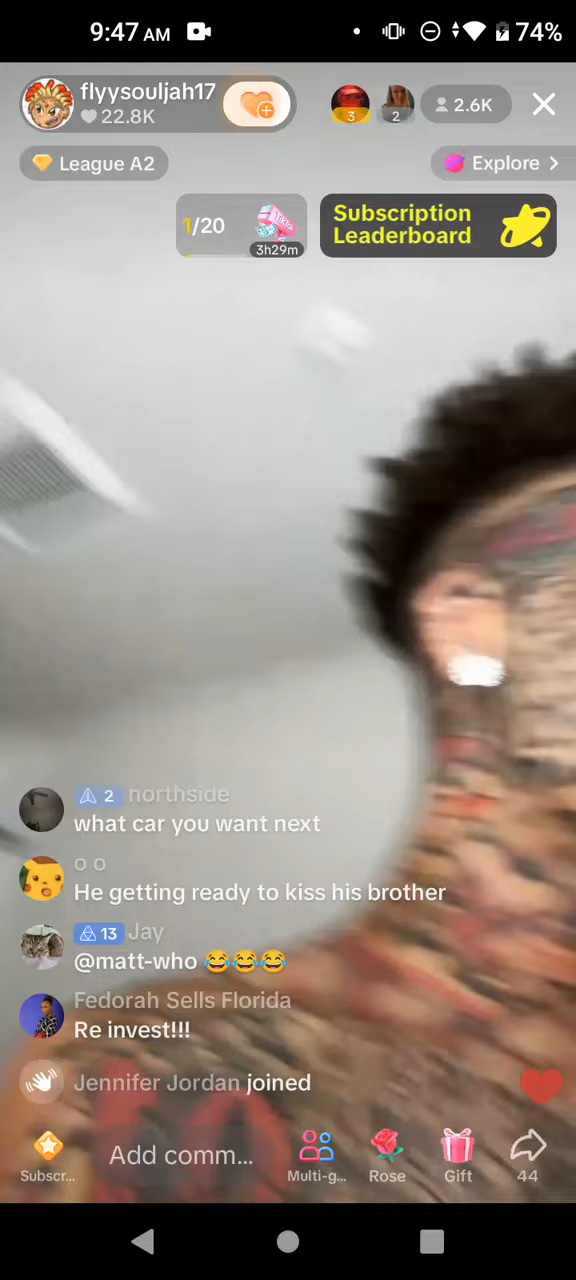 9:47 AM
74%
flyysouljah17
22.8K
3
2
2.6K
League A2
Explore >
1/20
TikTok
3h29m
Subscription
Leaderboard
2 northside
what car you want next
o o
He getting ready to kiss his brother
13 Jay
@matt-who 😂😂😂
Fedorah Sells Florida
Re invest!!!
Jennifer Jordan joined
Subscr...
Add comm...
Multi-g...
Rose
Gift
44